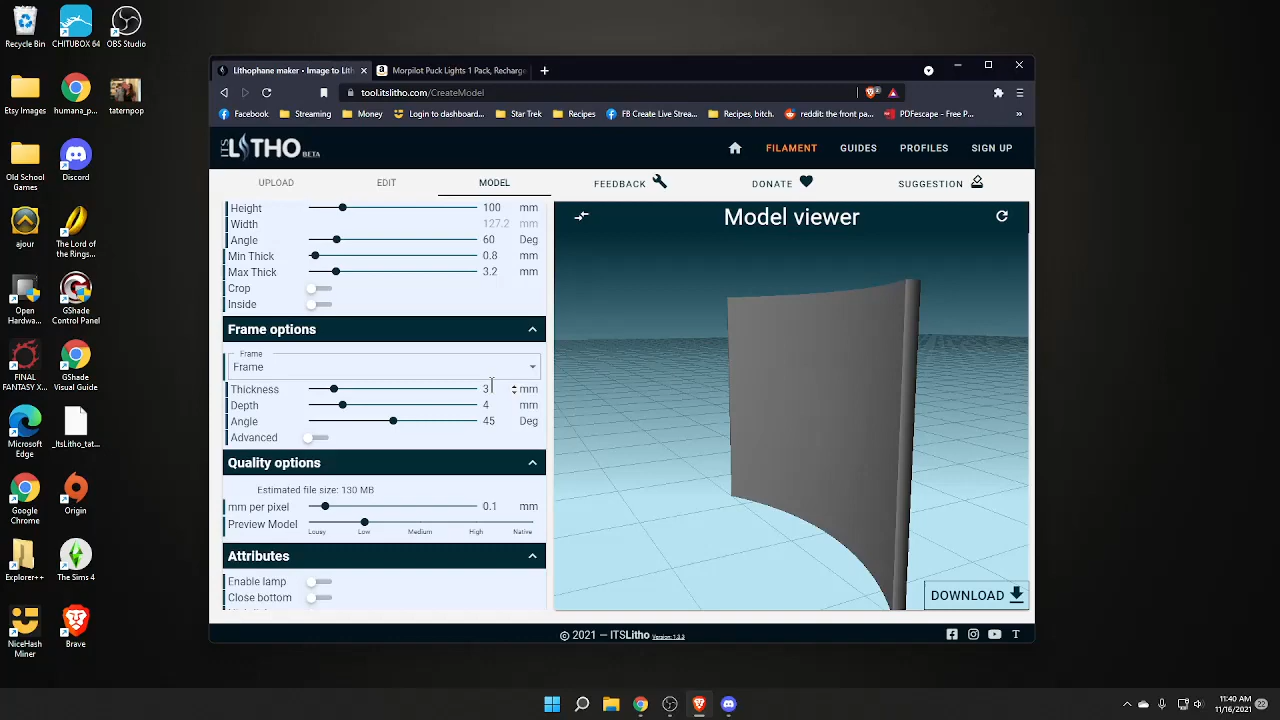 Recycle Bin
CHITUBOX 64
OBS Studio
Etsy Images
humana_p...
taternpop
Old School Games
Discord
ajour
The Lord of the Rings...
Open Hardwa...
GShade Control Panel
FINAL FANTASY X...
GShade Visual Guide
Microsoft Edge
_ItsLitho_tat...
Google Chrome
Origin
Explorer++
The Sims 4
NiceHash Miner
Brave
Lithophane maker • Image to Lith
Morpilot Puck Lights 1 Pack, Recharge
tool.itslitho.com/CreateModel
Facebook
Streaming
Money
Login to dashboard...
Star Trek
Recipes
FB Create Live Strea...
Recipes, bitch.
reddit: the front pa...
PDFescape - Free P...
»
ITS LITHO BETA
FILAMENT
GUIDES
PROFILES
SIGN UP
UPLOAD
EDIT
MODEL
FEEDBACK
DONATE
SUGGESTION
Height 100 mm
Width 127.2 mm
Angle 60 Deg
Min Thick 0.8 mm
Max Thick 3.2 mm
Crop
Inside
Frame options
Frame
Frame
Thickness 3 mm
Depth 4 mm
Angle 45 Deg
Advanced
Quality options
Estimated file size: 130 MB
mm per pixel 0.1 mm
Preview Model
Lousy Low Medium High Native
Attributes
Enable lamp
Close bottom
Model viewer
DOWNLOAD
© 2021 — ITSLitho Version: 1.9.3
11:40 AM
11/16/2021